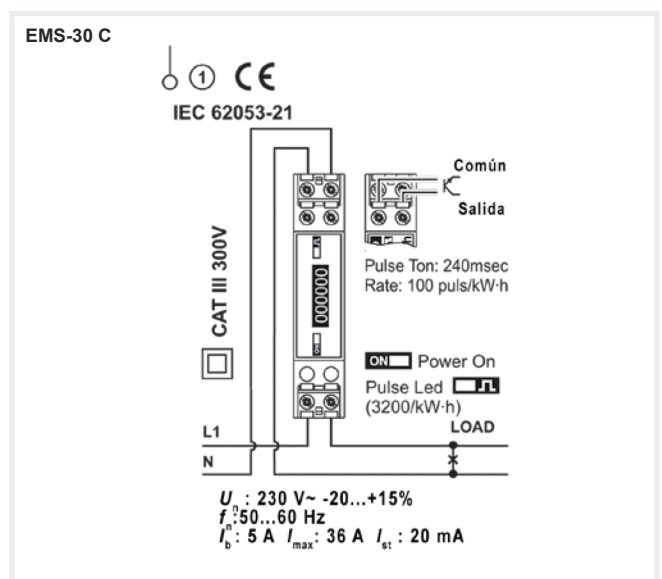 EMS-30 C
1 CE
IEC 62053-21
Común
Salida
CAT III 300V
000000
Pulse Ton: 240msec
Rate: 100 puls/kW·h
ON
ON Power On
Pulse Led
(3200/kW·h)
LOAD
L1
N
Un : 230 V~ -20...+15%
fn :50...60 Hz
Ib : 5 A Imax : 36 A Ist : 20 mA